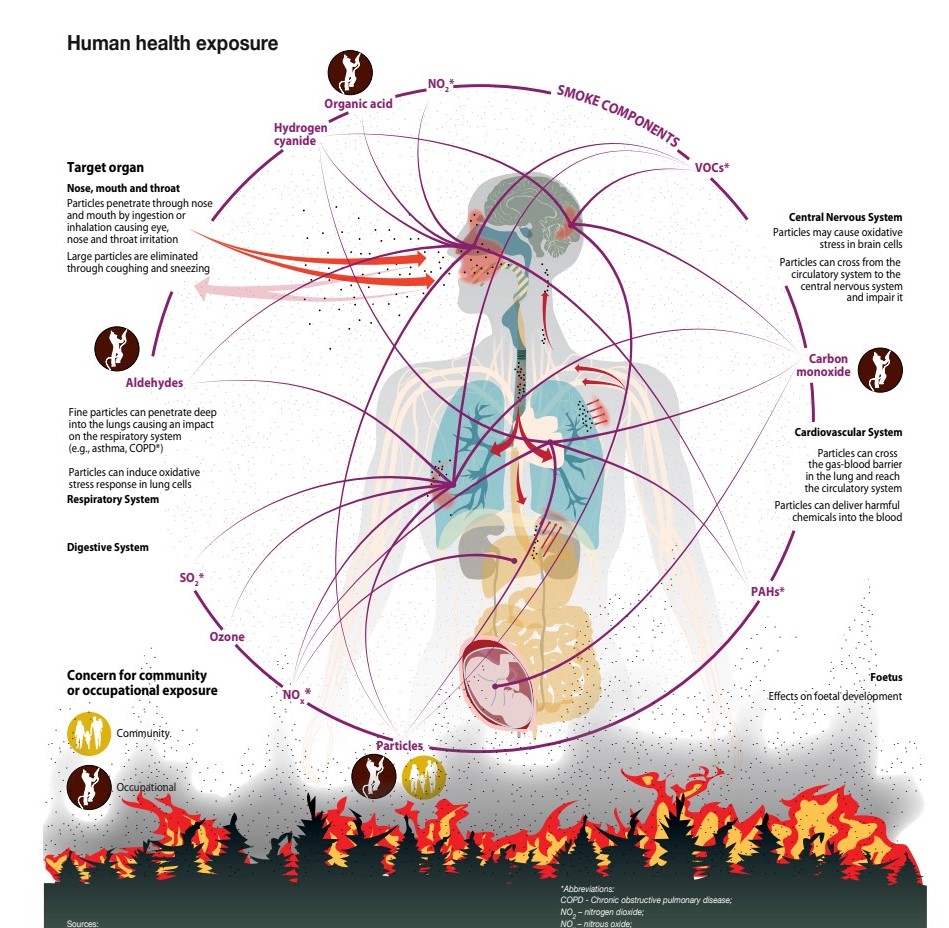 Human health exposure
NO2*
Organic acid
SMOKE COMPONENTS
Hydrogen
cyanide
VOCs*
Target organ
Nose, mouth and throat
Particles penetrate through nose
and mouth by ingestion or
inhalation causing eye,
nose and throat irritation
Large particles are eliminated
through coughing and sneezing
Central Nervous System
Particles may cause oxidative
stress in brain cells
Particles can cross from the
circulatory system to the
central nervous system
and impair it
Aldehydes
Carbon
monoxide
Fine particles can penetrate deep
into the lungs causing an impact
on the respiratory system
(e.g., asthma, COPD*)
Particles can induce oxidative
stress response in lung cells
Respiratory System
Cardiovascular System
Particles can cross
the gas-blood barrier
in the lung and reach
the circulatory system
Particles can deliver harmful
chemicals into the blood
Digestive System
SO2*
PAHs*
Ozone
NOx*
Concern for community
or occupational exposure
Foetus
Effects on foetal development
Community
Particles
Occupational
*Abbreviations:
COPD - Chronic obstructive pulmonary disease;
NO2 – nitrogen dioxide;
NO – nitrous oxide;
Sources: